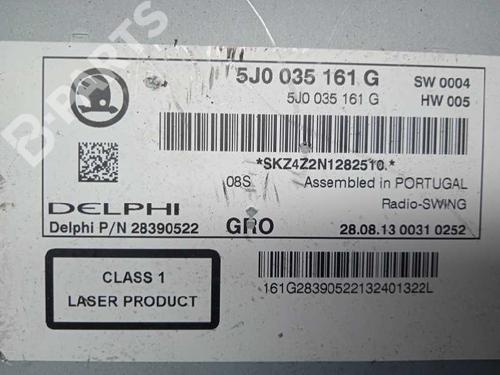 B-PARTS
5J0 035 161 G SW 0004
5J0 035 161 G HW 005
*SKZ4Z2N1282510.*
08S Assembled in PORTUGAL
Radio-SWING
DELPHI
Delphi P/N 28390522 GRO 28.08.13 0031 0252
CLASS 1
LASER PRODUCT
161G28390522132401322L